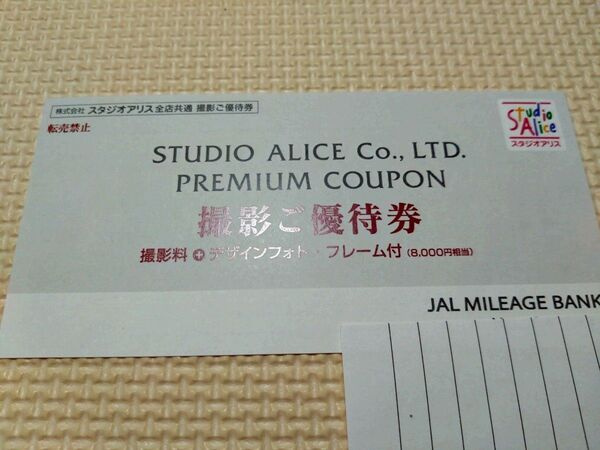 株式会社 スタジオアリス全店共通 撮影ご優待券
Studio
Alice
スタジオアリス
転売禁止
STUDIO ALICE Co., LTD.
PREMIUM COUPON
撮影ご優待券
撮影料+デザインフォト・フレーム付(8,000円相当)
JAL MILEAGE BANK